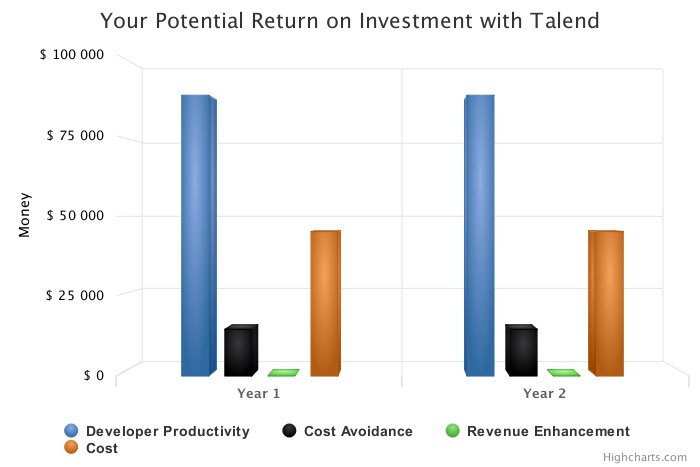 Your Potential Return on Investment with Talend
$ 100 000
$ 75 000
$ 50 000
$ 25 000
$ 0
Money
Year 1
Year 2
Developer Productivity
Cost Avoidance
Revenue Enhancement
Cost
Highcharts.com